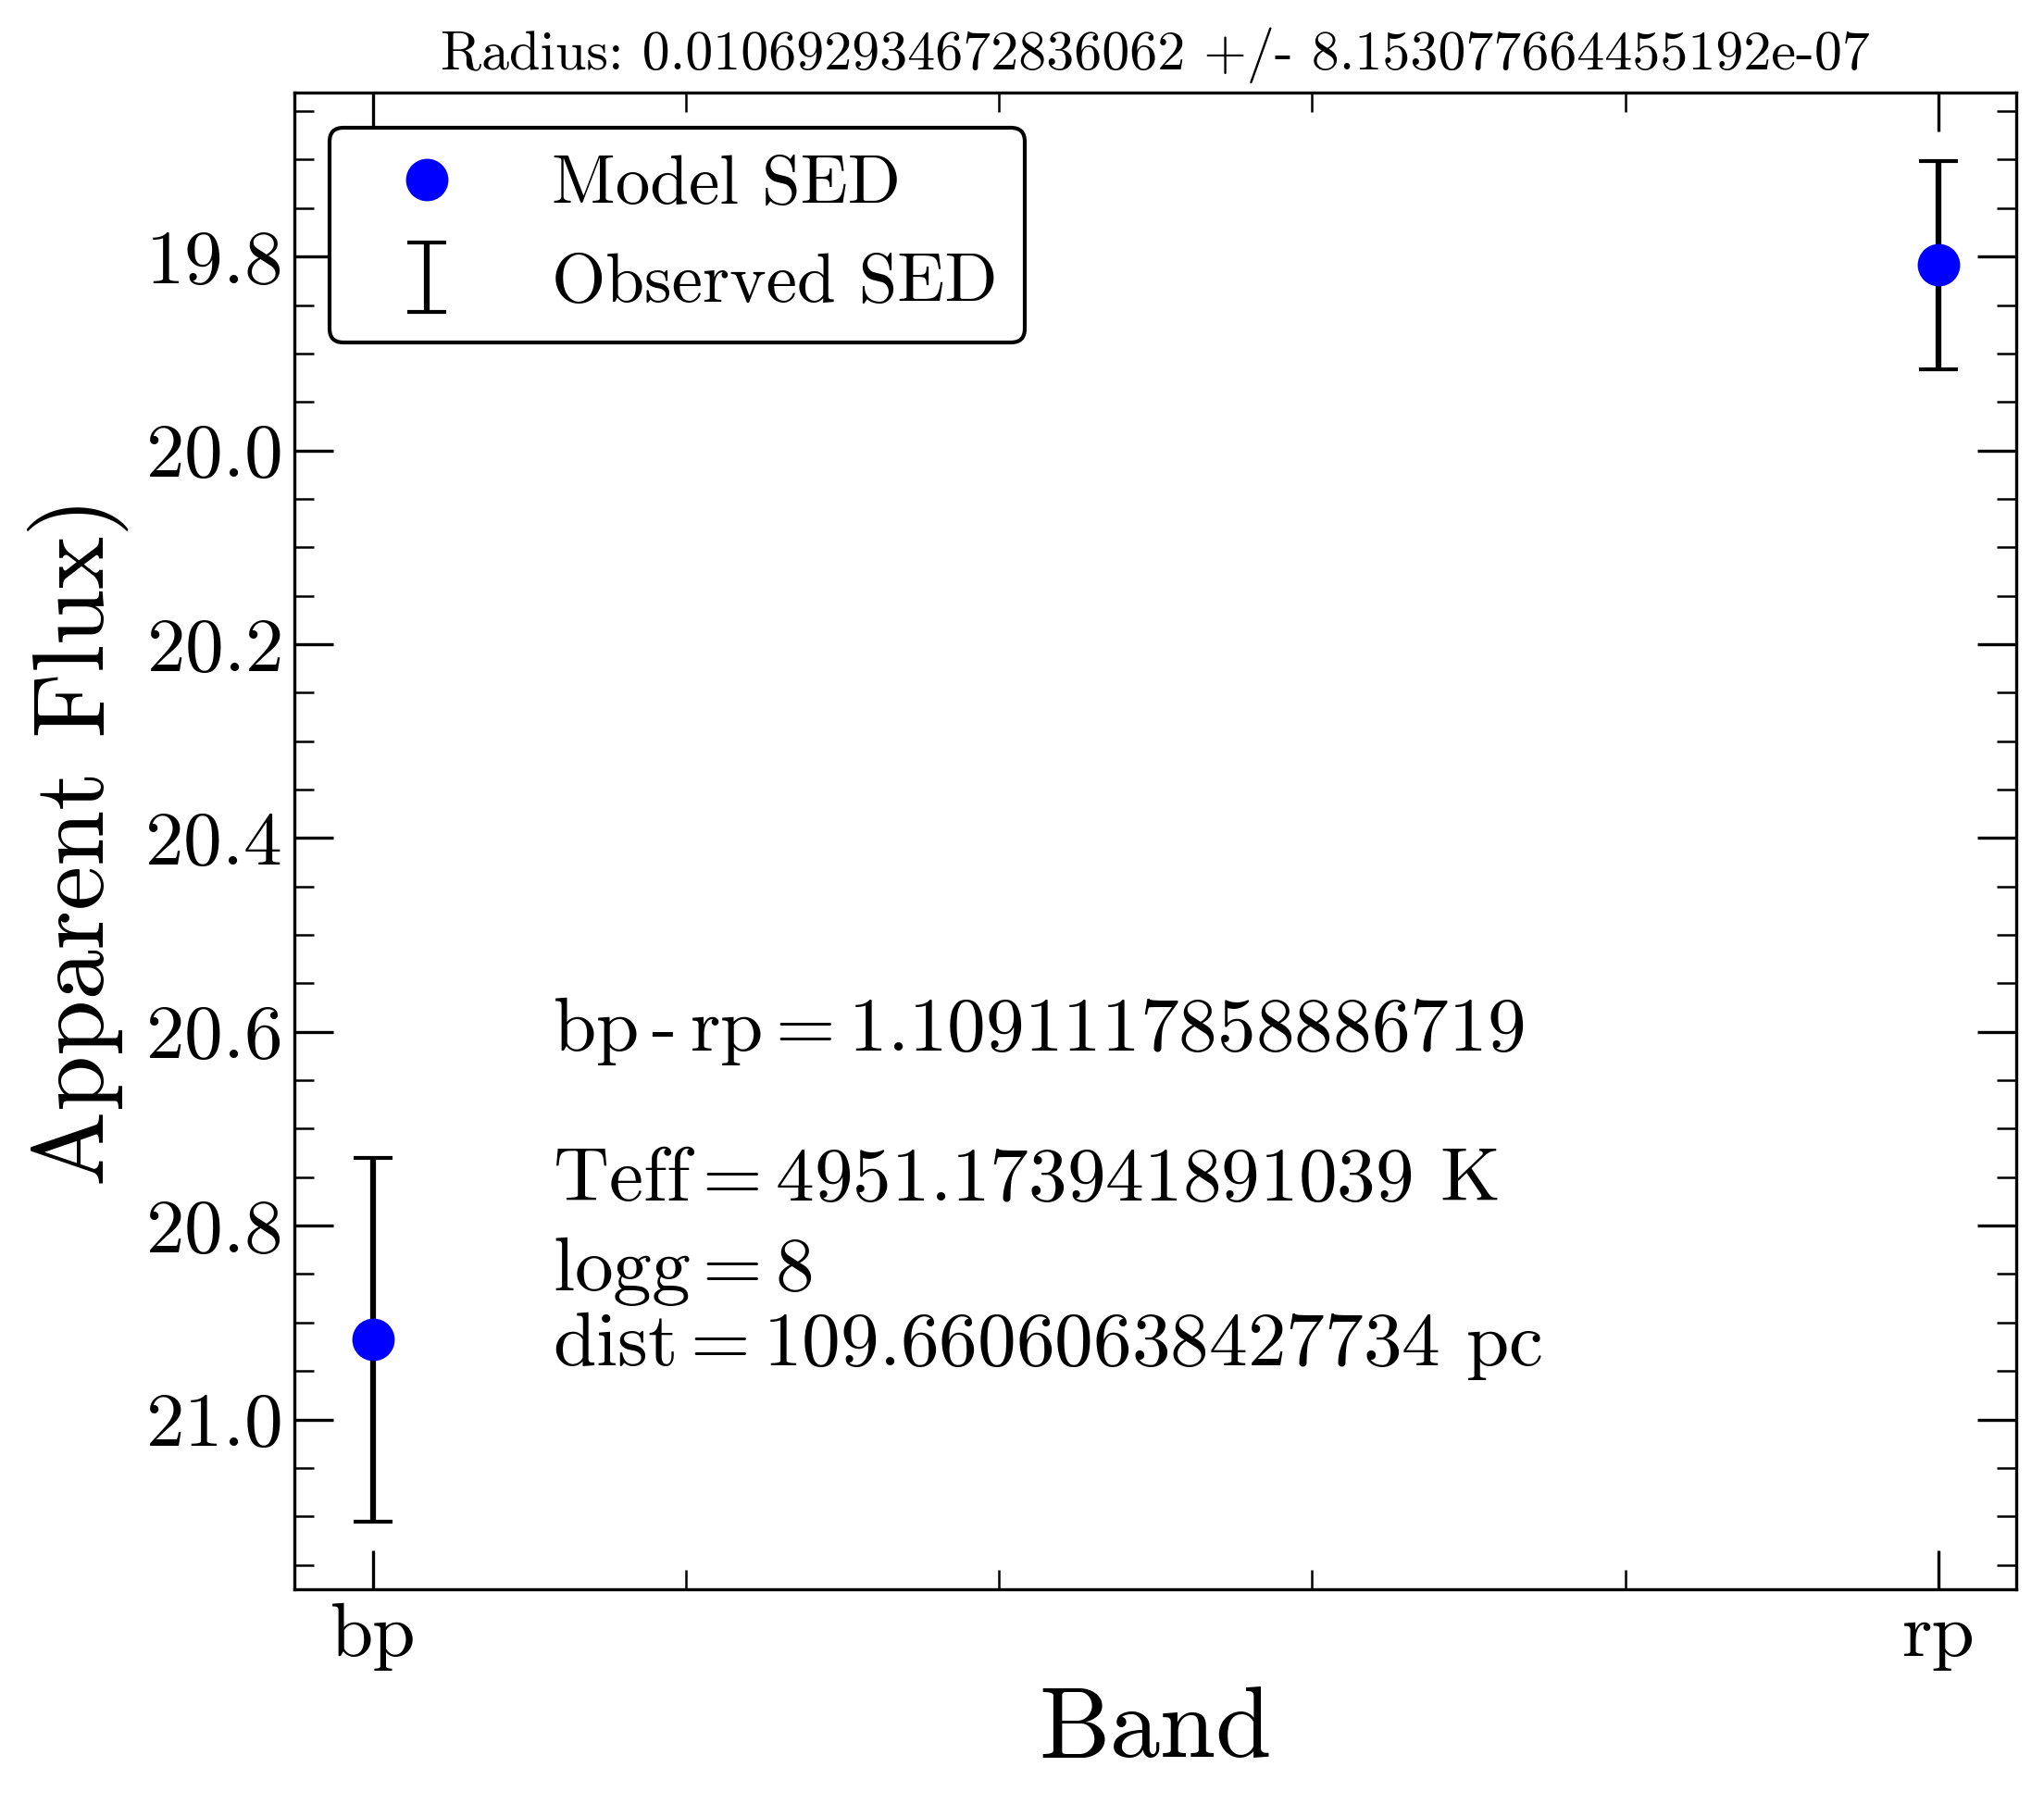 Radius: 0.010692934672836062 +/- 8.153077664455192e-07
Model SED
Observed SED
19.8
20.0
20.2
20.4
20.6
20.8
21.0
Apparent Flux)
bp - rp = 1.1091117858886719
Teff = 4951.173941891039 K
logg = 8
dist = 109.66060638427734 pc
bp
rp
Band